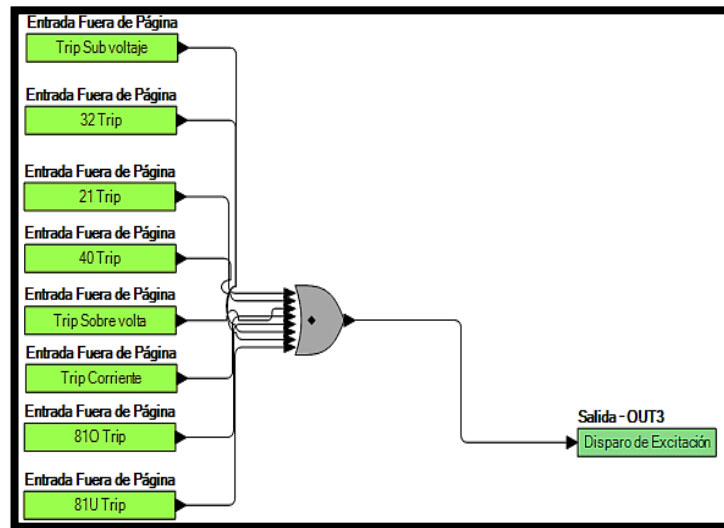 Entrada Fuera de Página
Trip Sub voltaje
Entrada Fuera de Página
32 Trip
Entrada Fuera de Página
21 Trip
Entrada Fuera de Página
40 Trip
Entrada Fuera de Página
Trip Sobre volta
Entrada Fuera de Página
Trip Corriente
Entrada Fuera de Página
81O Trip
Entrada Fuera de Página
81U Trip
Salida - OUT3
Disparo de Excitación